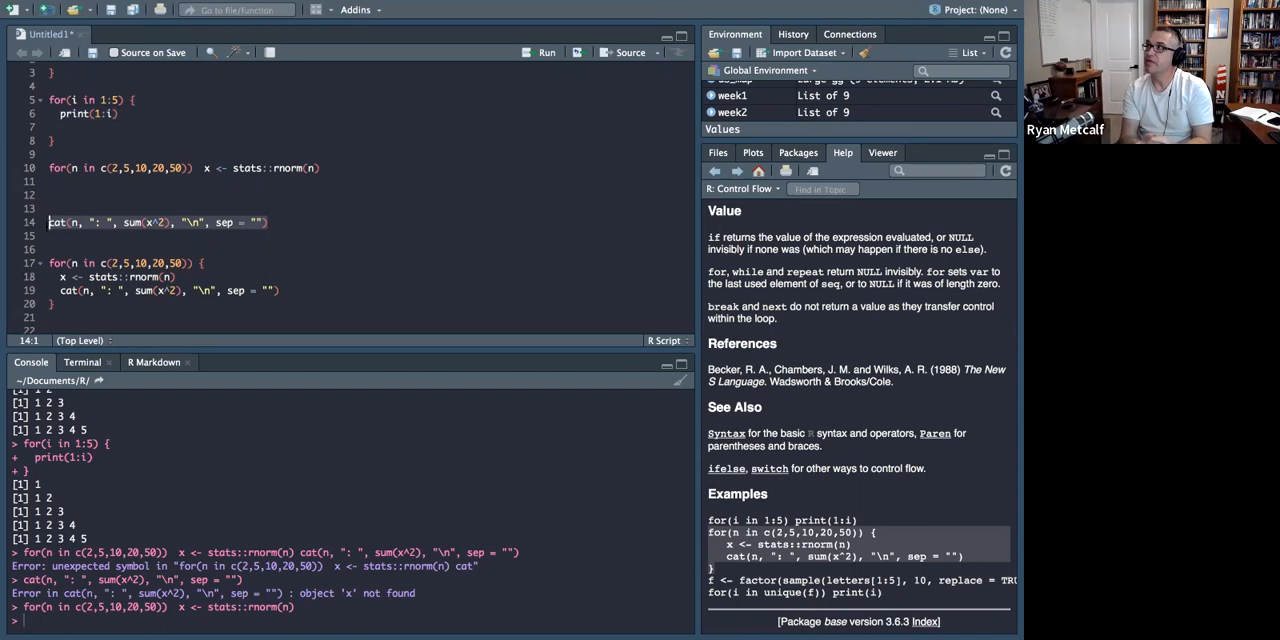 Go to file/function
Addins
Project: (None)
Untitled1*
Source on Save
Run
Source
3 }
4
5 for(i in 1:5) {
6 print(1:i)
7
8 }
9
10 for(n in c(2,5,10,20,50))  x <- stats::rnorm(n)
11
12
13
14 cat(n, ": ", sum(x^2), "\n", sep = "")
15
16
17 for(n in c(2,5,10,20,50)) {
18 x <- stats::rnorm(n)
19 cat(n, ": ", sum(x^2), "\n", sep = "")
20 }
21
22
14:1 (Top Level) R Script
Console Terminal R Markdown
~/Documents/R/
[1] 1 2
[1] 1 2 3
[1] 1 2 3 4
[1] 1 2 3 4 5
> for(i in 1:5) {
+ print(1:i)
+ }
[1] 1
[1] 1 2
[1] 1 2 3
[1] 1 2 3 4
[1] 1 2 3 4 5
> for(n in c(2,5,10,20,50))  x <- stats::rnorm(n) cat(n, ": ", sum(x^2), "\n", sep = "")
Error: unexpected symbol in "for(n in c(2,5,10,20,50))  x <- stats::rnorm(n) cat"
> cat(n, ": ", sum(x^2), "\n", sep = "")
Error in cat(n, ": ", sum(x^2), "\n", sep = "") : object 'x' not found
> for(n in c(2,5,10,20,50))  x <- stats::rnorm(n)
>
Environment History Connections
Import Dataset List
Global Environment
week1 List of 9
week2 List of 9
Values
Files Plots Packages Help Viewer
R: Control Flow Find in Topic
Value
if returns the value of the expression evaluated, or NULL
invisibly if none was (which may happen if there is no else).
for, while and repeat return NULL invisibly. for sets var to
the last used element of seq, or to NULL if it was of length zero.
break and next do not return a value as they transfer control
within the loop.
References
Becker, R. A., Chambers, J. M. and Wilks, A. R. (1988) The New
S Language. Wadsworth & Brooks/Cole.
See Also
Syntax for the basic R syntax and operators, Paren for
parentheses and braces.
ifelse, switch for other ways to control flow.
Examples
for(i in 1:5) print(1:i)
for(n in c(2,5,10,20,50)) {
x <- stats::rnorm(n)
cat(n, ": ", sum(x^2), "\n", sep = "")
}
f <- factor(sample(letters[1:5], 10, replace = TRU
for(i in unique(f)) print(i)
[Package base version 3.6.3 Index]
Ryan Metcalf